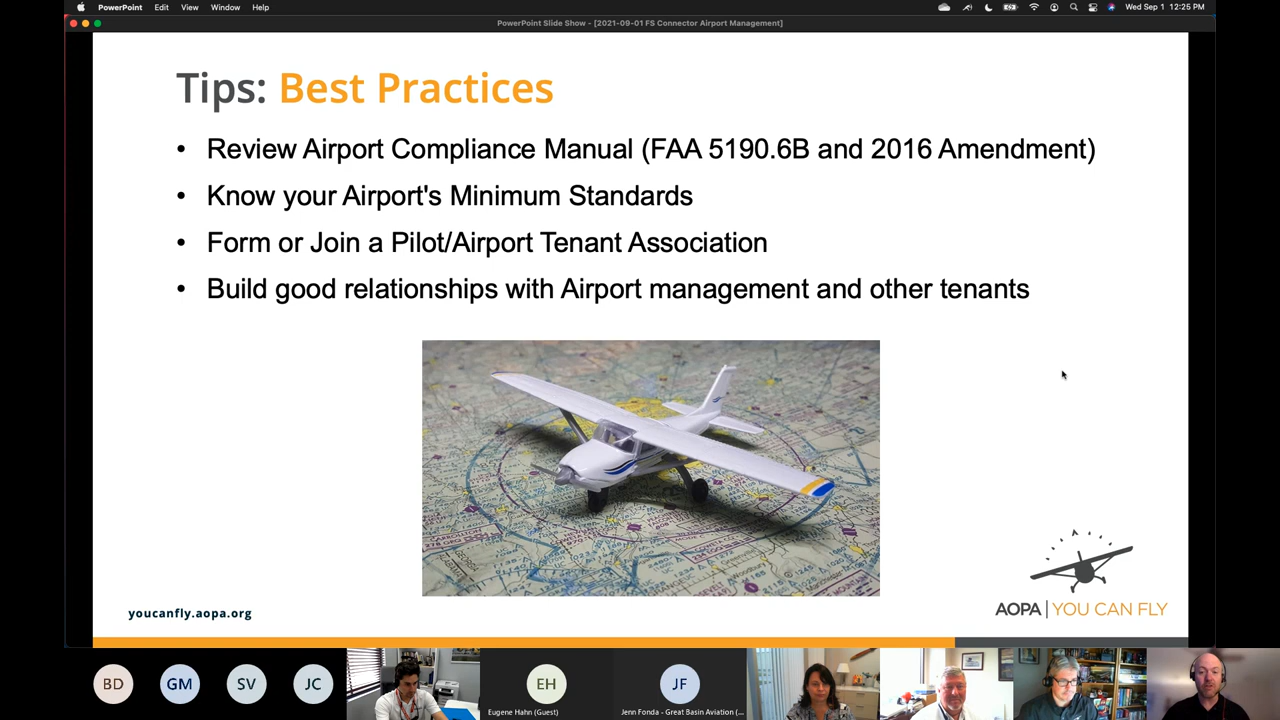 PowerPoint Edit View Window Help
Wed Sep 1 12:25 PM
PowerPoint Slide Show - [2021-09-01 FS Connector Airport Management]
Tips: Best Practices
• Review Airport Compliance Manual (FAA 5190.6B and 2016 Amendment)
• Know your Airport's Minimum Standards
• Form or Join a Pilot/Airport Tenant Association
• Build good relationships with Airport management and other tenants
youcanfly.aopa.org
AOPA | YOU CAN FLY
BD
GM
SV
JC
EH
JF
Eugene Hahn (Guest)
Jenn Fonda - Great Basin Aviation (...